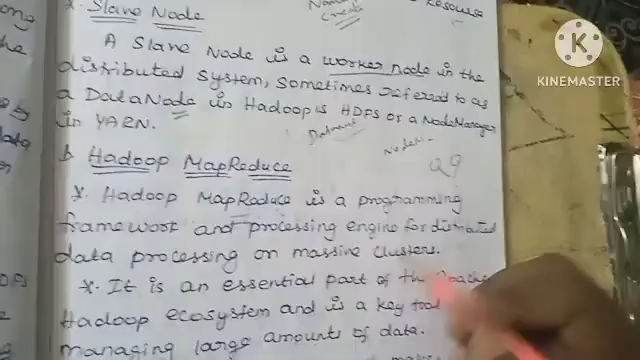 x. Slave Node
Resourse
A Slave Node is a worker node in the
distributed System, Sometimes refered to as
a DataNode in Hadoop is HDFS or a NodeManager
in YARN.
b Hadoop MapReduce
x. Hadoop MapReduce is a programming
framework and processing engine for distributed
data processing on massive clusters.
x. It is an essential part of the
Hadoop ecosystem and is a key tool
managing large amounts of data.
KINEMASTER